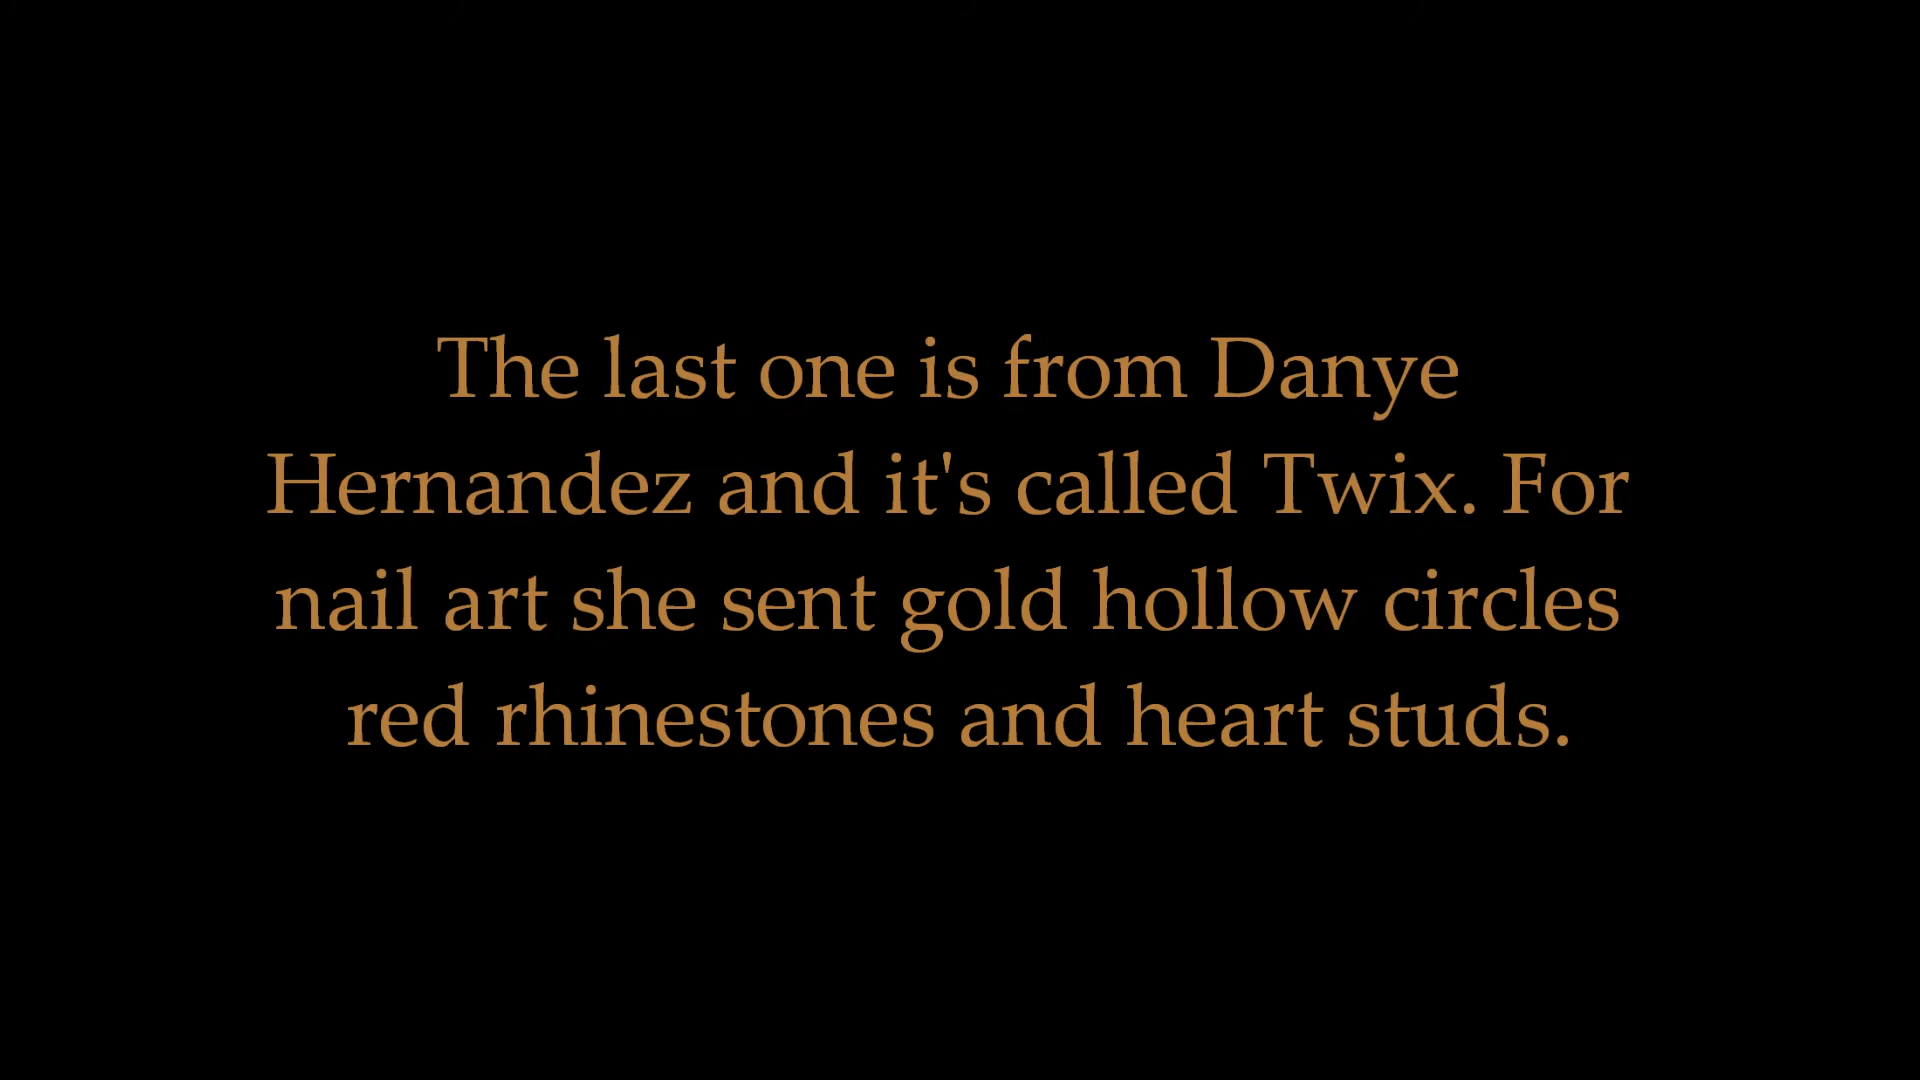 The last one is from Danye
Hernandez and it's called Twix. For
nail art she sent gold hollow circles
red rhinestones and heart studs.